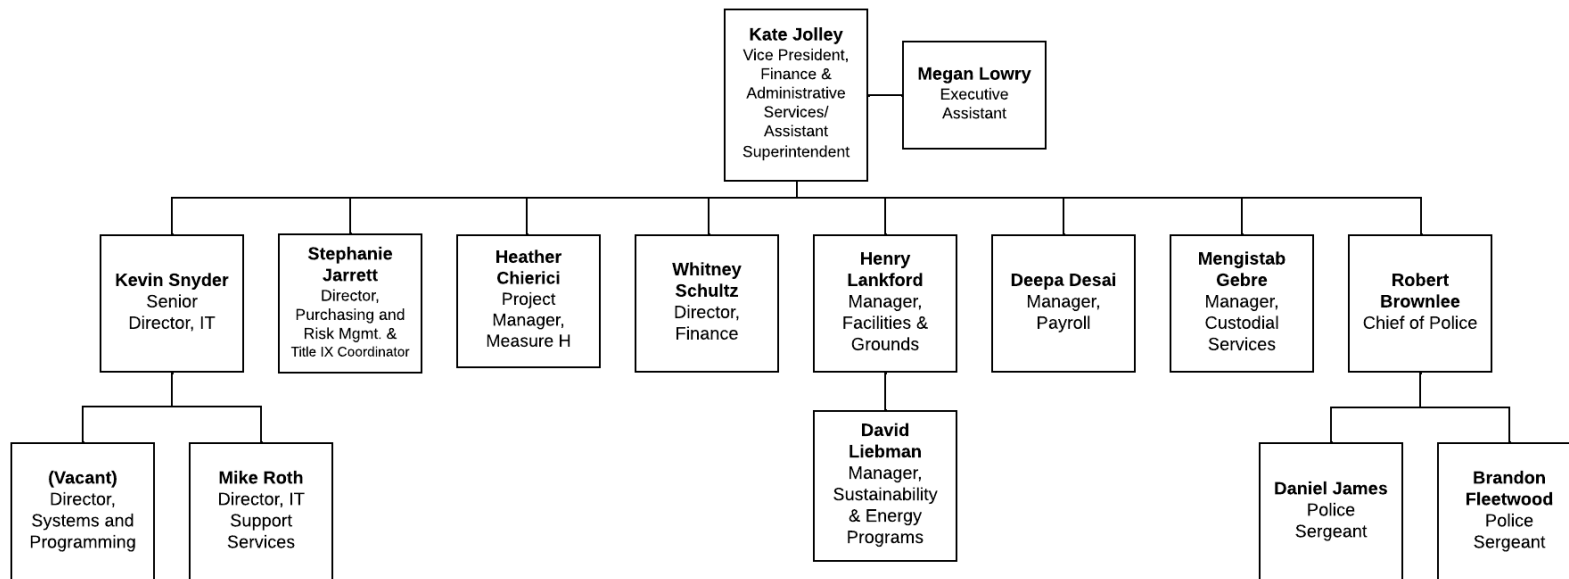 Kate Jolley
Vice President,
Finance &
Administrative
Services/
Assistant
Superintendent
Megan Lowry
Executive
Assistant
Kevin Snyder
Senior
Director, IT
Stephanie
Jarrett
Director,
Purchasing and
Risk Mgmt. &
Title IX Coordinator
Heather
Chierici
Project
Manager,
Measure H
Whitney
Schultz
Director,
Finance
Henry
Lankford
Manager,
Facilities &
Grounds
Deepa Desai
Manager,
Payroll
Mengistab
Gebre
Manager,
Custodial
Services
Robert
Brownlee
Chief of Police
(Vacant)
Director,
Systems and
Programming
Mike Roth
Director, IT
Support
Services
David
Liebman
Manager,
Sustainability
& Energy
Programs
Daniel James
Police
Sergeant
Brandon
Fleetwood
Police
Sergeant